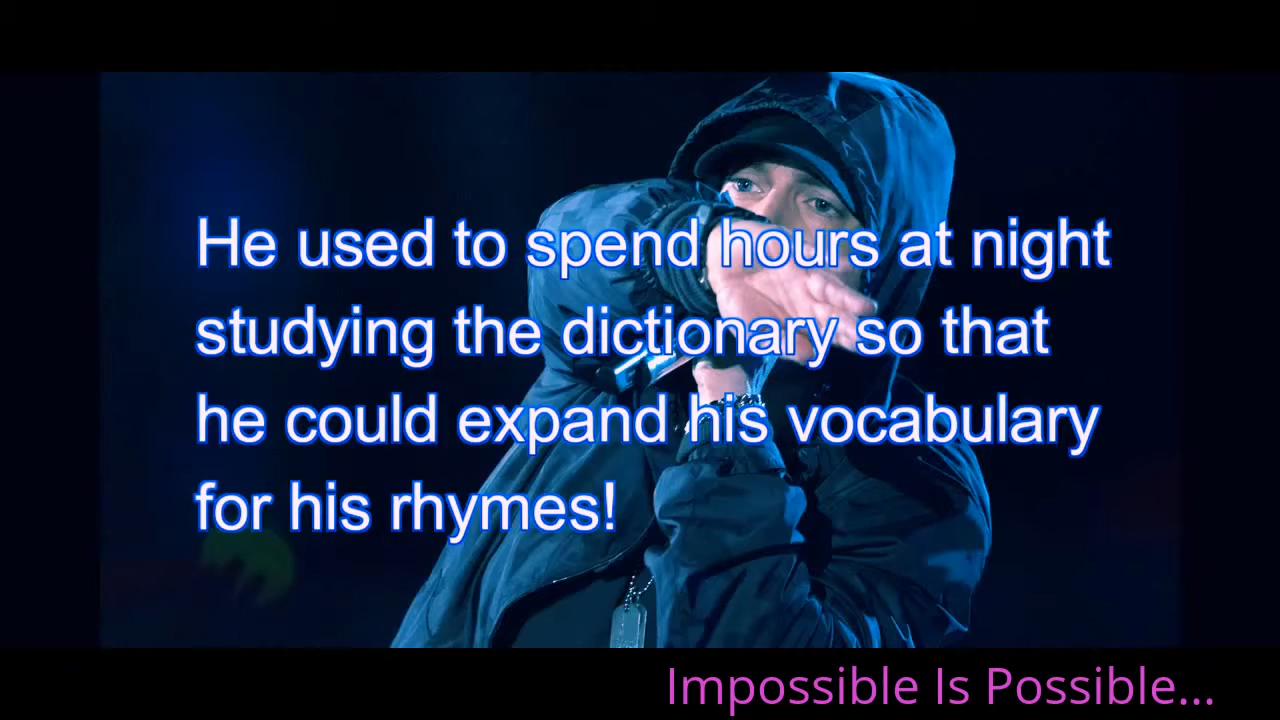 He used to spend hours at night
studying the dictionary so that
he could expand his vocabulary
for his rhymes!
Impossible Is Possible...